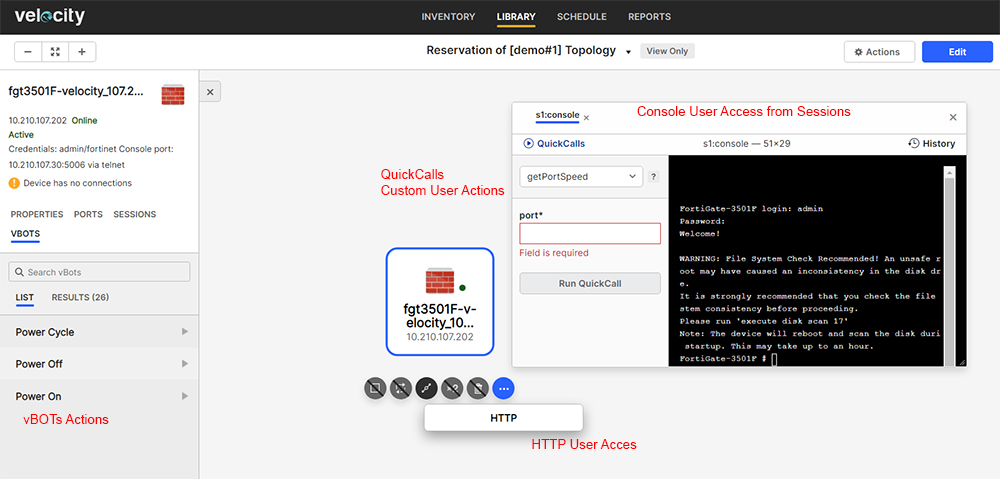 velocity
INVENTORY
LIBRARY
SCHEDULE
REPORTS
Reservation of [demo#1] Topology
View Only
Actions
Edit
fgt3501F-velocity_107.2...
10.210.107.202 Online
Active
Credentials: admin/fortinet Console port:
10.210.107.30:5006 via telnet
Device has no connections
PROPERTIES
PORTS
SESSIONS
VBOTS
Search vBots
LIST
RESULTS (26)
Power Cycle
Power Off
Power On
vBOTs Actions
QuickCalls
Custom User Actions
fgt3501F-v-
elocity_10...
10.210.107.202
HTTP
HTTP User Acces
s1:console
Console User Access from Sessions
QuickCalls
s1:console — 51×29
History
getPortSpeed
?
port*
Field is required
Run QuickCall
FortiGate-3501F login: admin
Password:
Welcome!
WARNING: File System Check Recommended! An unsafe r
oot may have caused an inconsistency in the disk dr
e.
It is strongly recommended that you check the file
stem consistency before proceeding.
Please run 'execute disk scan 17'
Note: The device will reboot and scan the disk duri
startup. This may take up to an hour.
FortiGate-3501F #